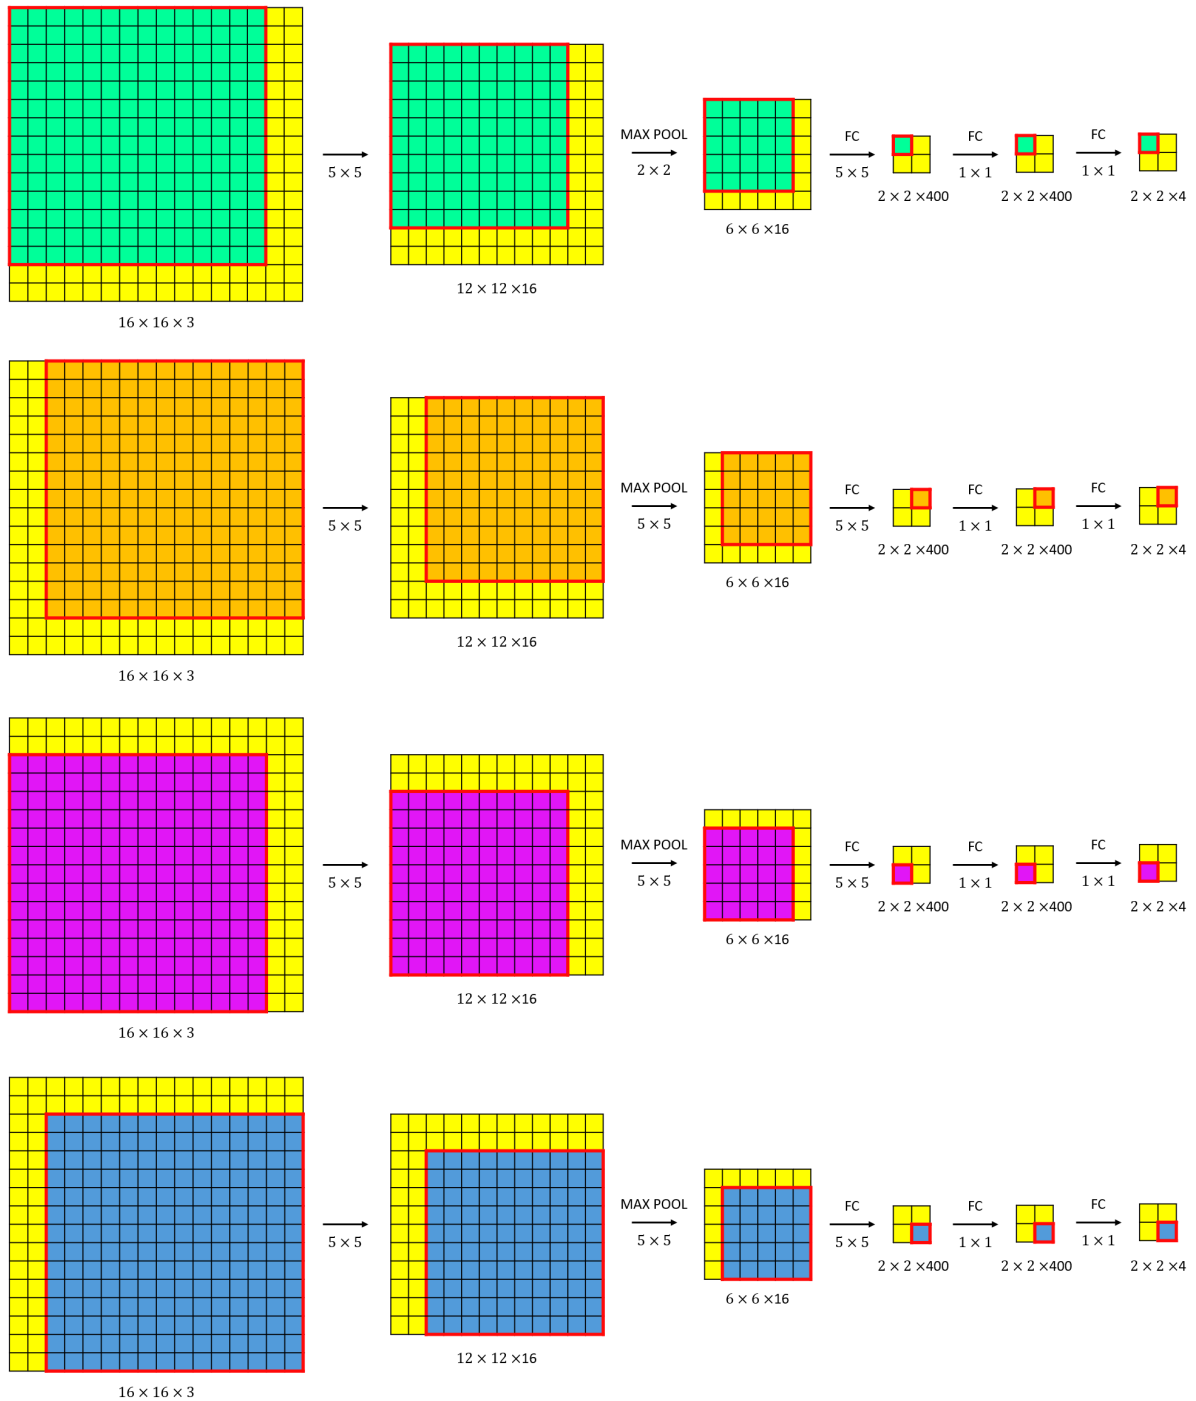 MAX POOL
FC
FC
FC
5 × 5
2 × 2
5 × 5
1 × 1
1 × 1
2 × 2 ×400
2 × 2 ×400
2 × 2 ×4
6 × 6 ×16
12 × 12 ×16
16 × 16 × 3
MAX POOL
FC
FC
FC
5 × 5
5 × 5
5 × 5
1 × 1
1 × 1
2 × 2 ×400
2 × 2 ×400
2 × 2 ×4
6 × 6 ×16
12 × 12 ×16
16 × 16 × 3
MAX POOL
FC
FC
FC
5 × 5
5 × 5
5 × 5
1 × 1
1 × 1
2 × 2 ×400
2 × 2 ×400
2 × 2 ×4
6 × 6 ×16
12 × 12 ×16
16 × 16 × 3
MAX POOL
FC
FC
FC
5 × 5
5 × 5
5 × 5
1 × 1
1 × 1
2 × 2 ×400
2 × 2 ×400
2 × 2 ×4
6 × 6 ×16
12 × 12 ×16
16 × 16 × 3